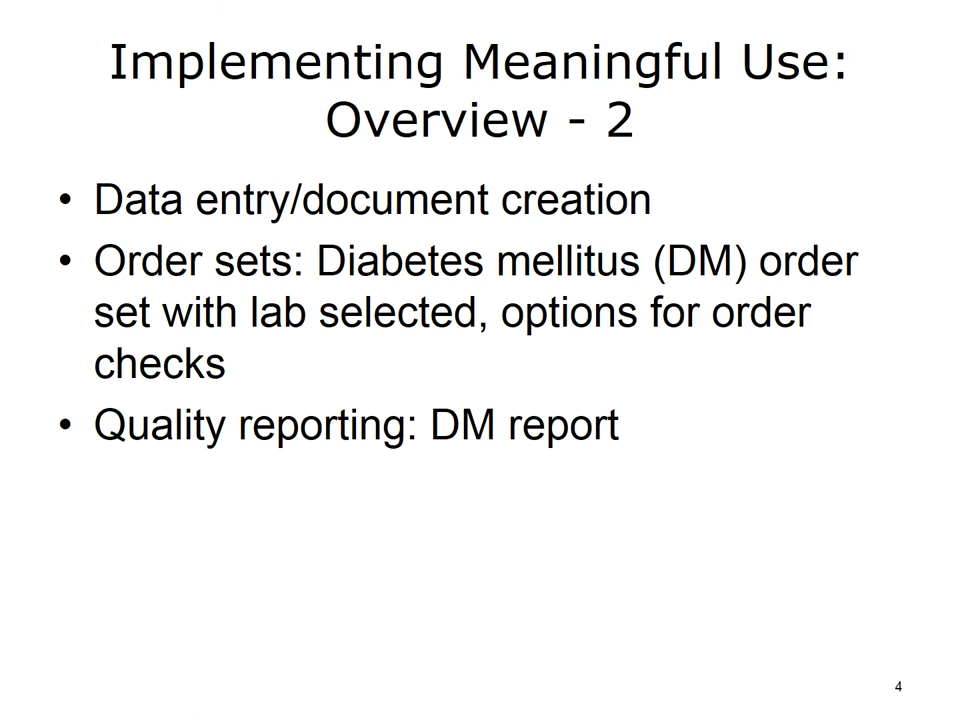 Implementing Meaningful Use:
Overview - 2
• Data entry/document creation
• Order sets: Diabetes mellitus (DM) order
set with lab selected, options for order
checks
• Quality reporting: DM report
4